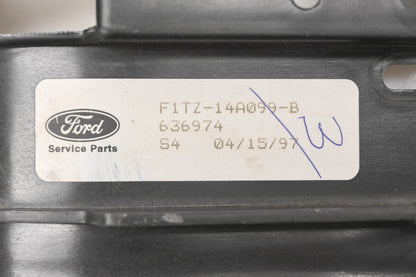 F1TZ-14A099-B
Ford
636974
Service Parts
S4 04/15/97